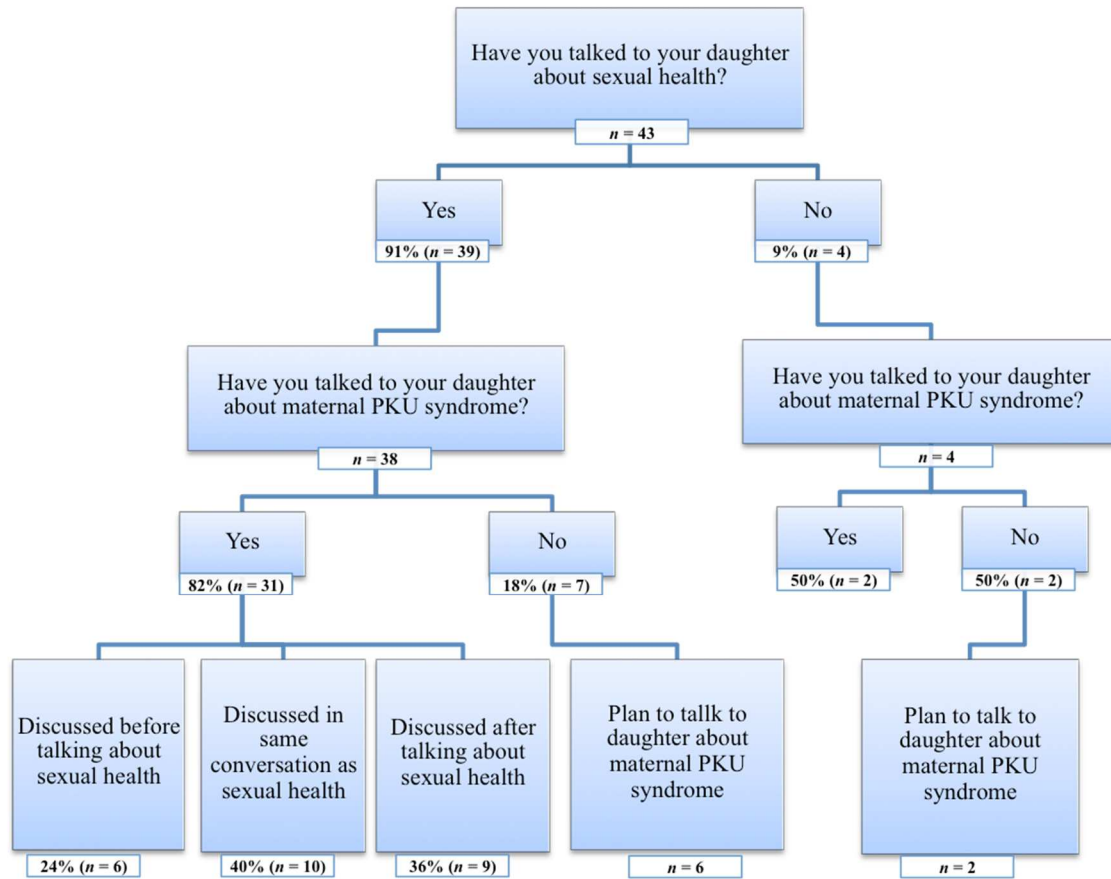 Have you talked to your daughter
about sexual health?
n = 43
Yes
91% (n = 39)
No
9% (n = 4)
Have you talked to your daughter
about maternal PKU syndrome?
n = 38
Have you talked to your daughter
about maternal PKU syndrome?
n = 4
Yes
82% (n = 31)
No
18% (n = 7)
Yes
50% (n = 2)
No
50% (n = 2)
Discussed before
talking about
sexual health
24% (n = 6)
Discussed in
same
conversation as
sexual health
40% (n = 10)
Discussed after
talking about
sexual health
36% (n = 9)
Plan to tallk to
daughter about
maternal PKU
syndrome
n = 6
Plan to talk to
daughter about
maternal PKU
syndrome
n = 2